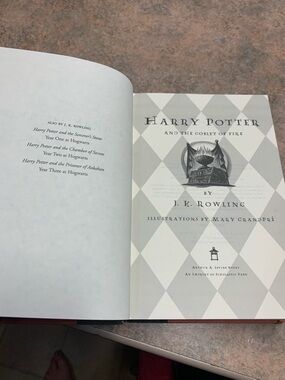 ALSO BY J. K. ROWLING
Harry Potter and the Sorcerer's Stone
Year One at Hogwarts
Harry Potter and the Chamber of Secrets
Year Two at Hogwarts
Harry Potter and the Prisoner of Azkaban
Year Three at Hogwarts
HARRY POTTER
AND THE GOBLET OF FIRE
BY
J. K. ROWLING
ILLUSTRATIONS BY MARY GRANDPRÉ
ARTHUR A. LEVINE BOOKS
AN IMPRINT OF SCHOLASTIC PRESS